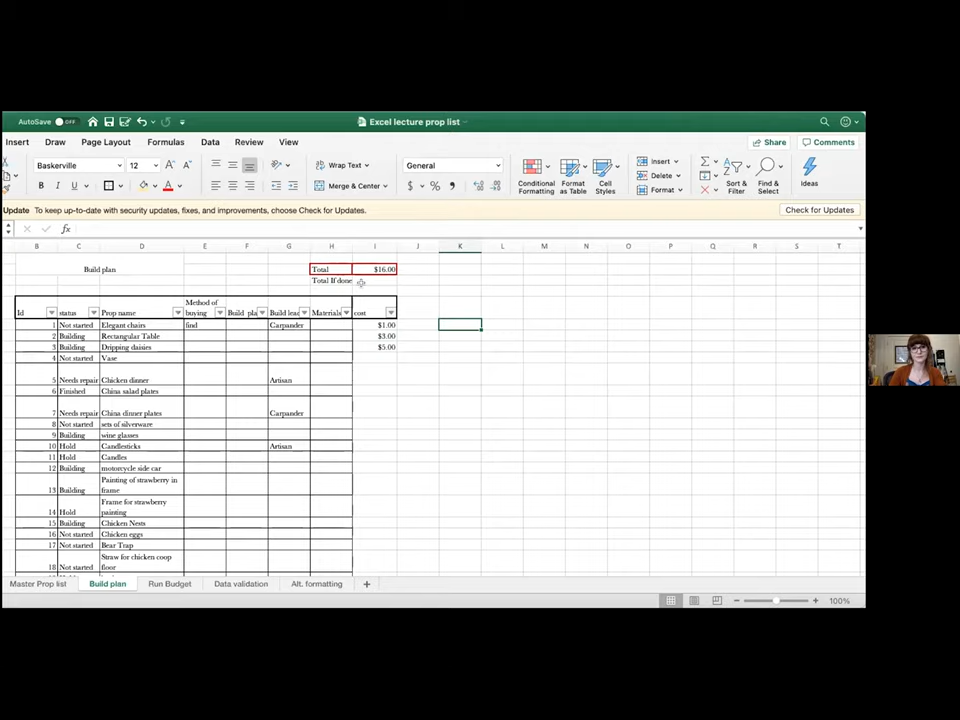 AutoSave OFF Excel lecture prop list
Insert Draw Page Layout Formulas Data Review View Share Comments
Baskerville 12 A A Wrap Text General Insert
B I U A Merge & Center $ % Delete
Conditional Formatting Format as Table Cell Styles Format Sort & Filter Find & Select Ideas
Update To keep up-to-date with security updates, fixes, and improvements, choose Check for Updates. Check for Updates
fx
B C D E F G H I J K L M N O P Q R S T
Build plan Total $16.00
Total If done
Id status Prop name Method of buying Build pla Build leac Materials cost
1 Not started Elegant chairs find Carpander $1.00
2 Building Rectangular Table $3.00
3 Building Dripping daisies $5.00
4 Not started Vase
5 Needs repair Chicken dinner Artisan
6 Finished China salad plates
7 Needs repair China dinner plates Carpander
8 Not started sets of silverware
9 Building wine glasses
10 Hold Candlesticks Artisan
11 Hold Candles
12 Building motorcycle side car
13 Building Painting of strawberry in frame
14 Hold Frame for strawberry painting
15 Building Chicken Nests
16 Not started Chicken eggs
17 Not started Bear Trap
18 Not started Straw for chicken coop floor
Master Prop list Build plan Run Budget Data validation Alt. formatting +
100%